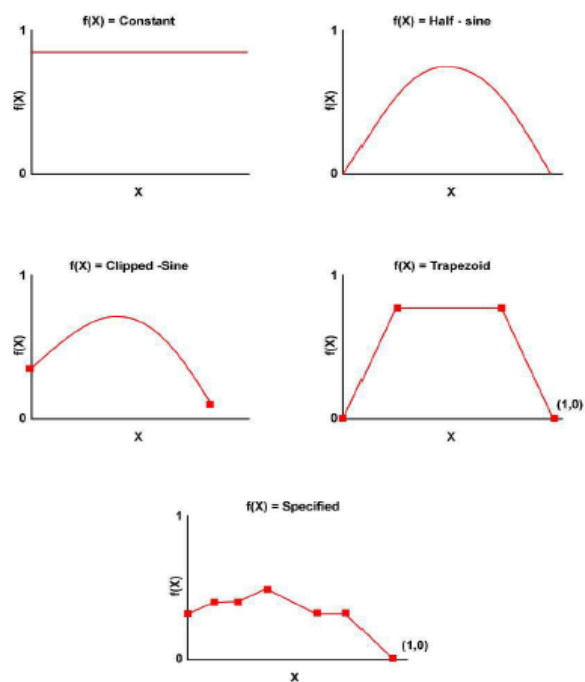 f(X) = Constant
1
f(X)
0
X
f(X) = Half - sine
1
f(X)
0
X
f(X) = Clipped -Sine
1
f(X)
0
X
f(X) = Trapezoid
1
f(X)
0
(1,0)
X
f(X) = Specified
1
f(X)
0
(1,0)
X